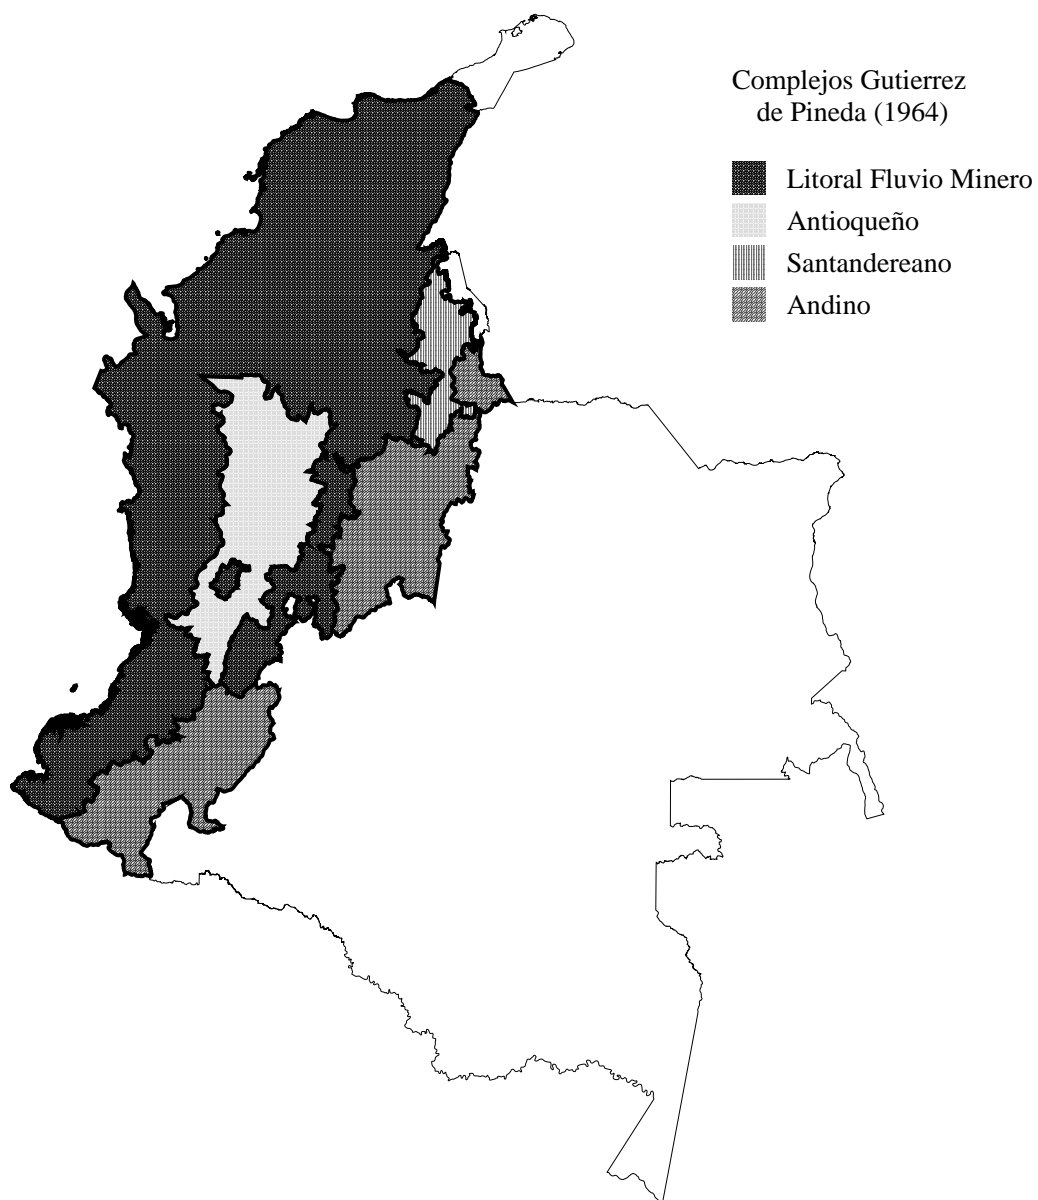 Complejos Gutierrez
de Pineda (1964)
Litoral Fluvio Minero
Antioqueño
Santandereano
Andino